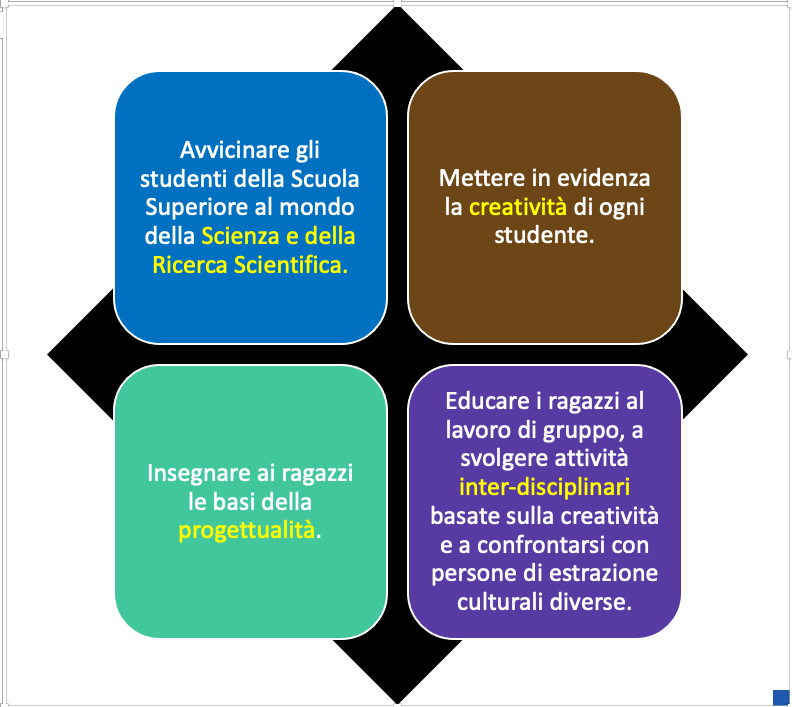 Avvicinare gli
studenti della Scuola
Superiore al mondo
della Scienza e della
Ricerca Scientifica.
Mettere in evidenza
la creatività di ogni
studente.
Insegnare ai ragazzi
le basi della
progettualità.
Educare i ragazzi al
lavoro di gruppo, a
svolgere attività
inter-disciplinari
basate sulla creatività
e a confrontarsi con
persone di estrazione
culturali diverse.